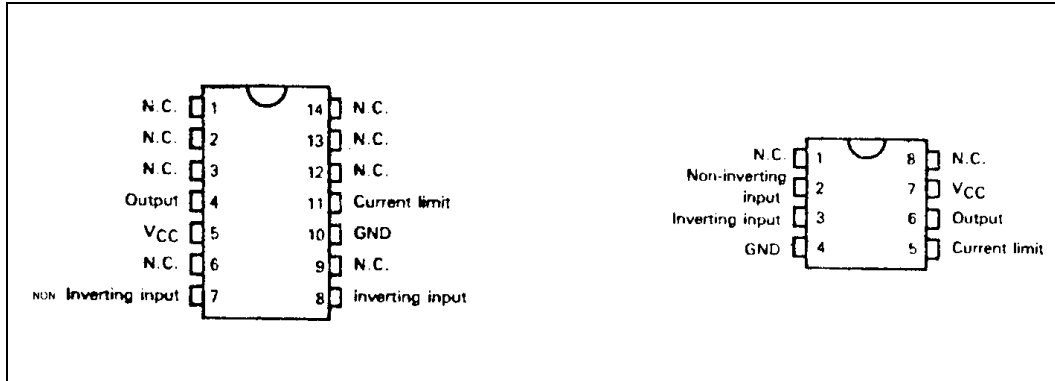 N.C. 1 14 N.C.
N.C. 2 13 N.C.
N.C. 3 12 N.C.
Output 4 11 Current limit
VCC 5 10 GND
N.C. 6 9 N.C.
NON Inverting input 7 8 Inverting input
N.C. 1 8 N.C.
Non-inverting
input 2 7 VCC
Inverting input 3 6 Output
GND 4 5 Current limit